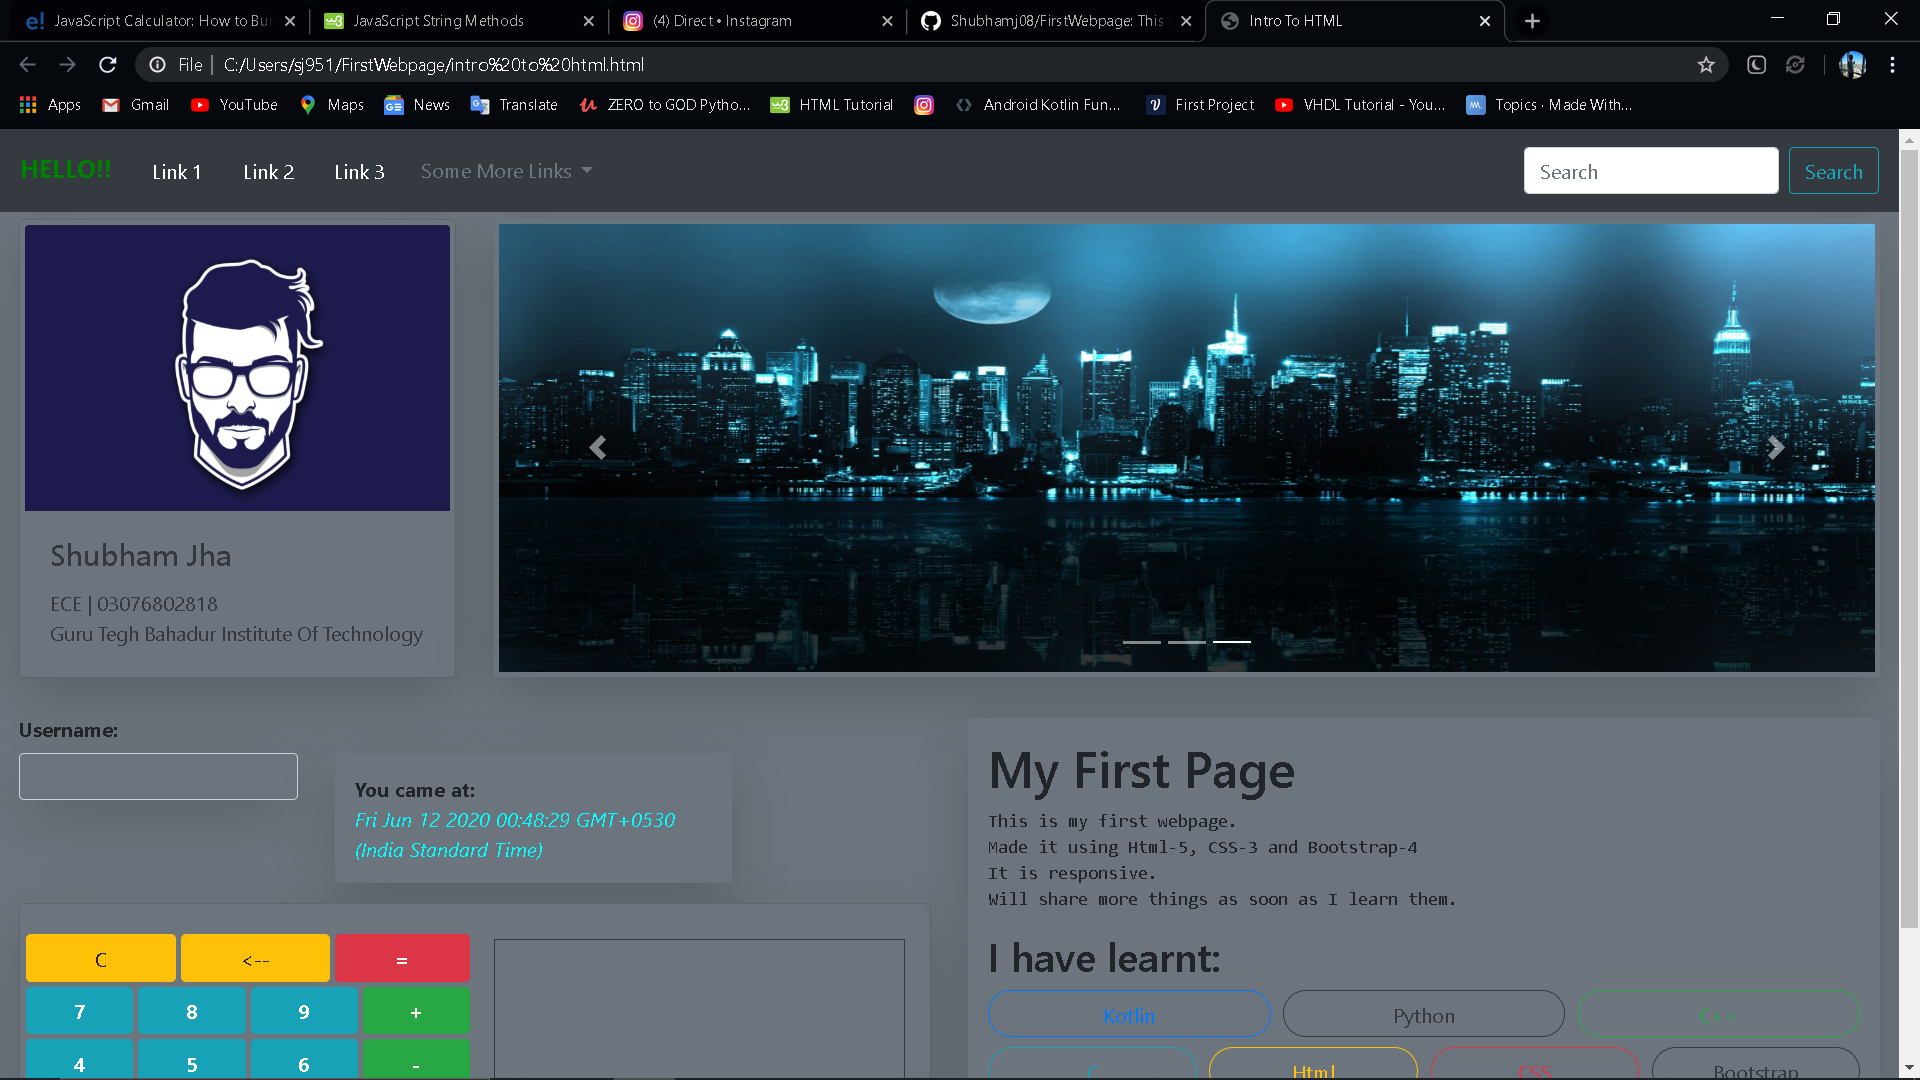 JavaScript Calculator: How to Bui
JavaScript String Methods
(4) Direct • Instagram
Shubhamj08/FirstWebpage: This
Intro To HTML
File | C:/Users/sj951/FirstWebpage/intro%20to%20html.html
Apps
Gmail
YouTube
Maps
News
Translate
ZERO to GOD Pytho...
HTML Tutorial
Android Kotlin Fun...
First Project
VHDL Tutorial - You...
Topics · Made With...
HELLO!!
Link 1
Link 2
Link 3
Some More Links
Search
Search
NEW
YORKER
Shubham Jha
ECE | 03076802818
Guru Tegh Bahadur Institute Of Technology
Username:
You came at:
Fri Jun 12 2020 00:48:29 GMT+0530
(India Standard Time)
C
<--
=
7
8
9
+
4
5
6
-
My First Page
This is my first webpage.
Made it using Html-5, CSS-3 and Bootstrap-4
It is responsive.
Will share more things as soon as I learn them.
I have learnt:
Kotlin
Python
C
Html
CSS
Bootstrap